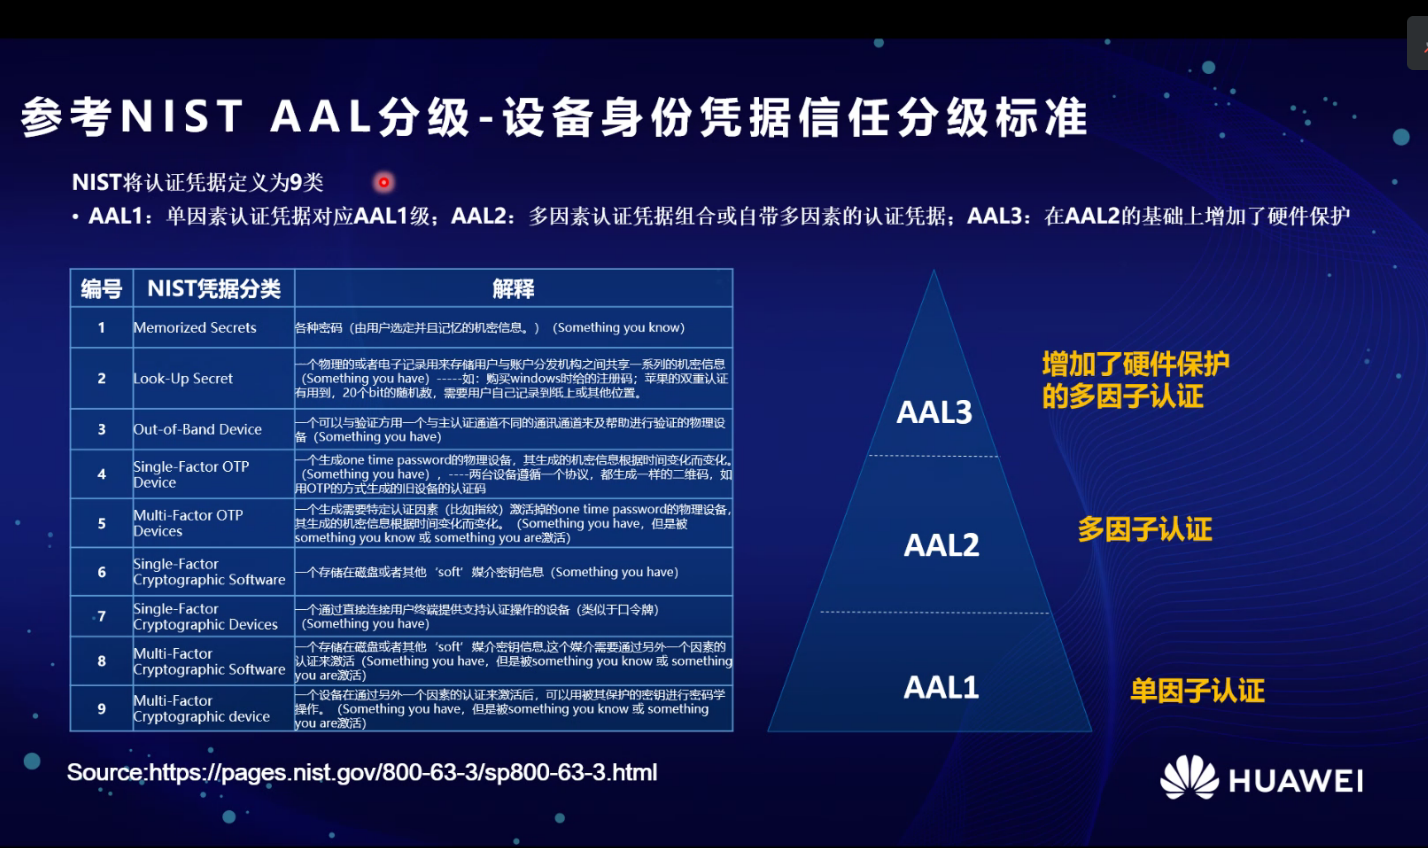 参考NIST AAL分级-设备身份凭据信任分级标准
NIST将认证凭据定义为9类
• AAL1：单因素认证凭据对应AAL1级；AAL2：多因素认证凭据组合或自带多因素的认证凭据；AAL3：在AAL2的基础上增加了硬件保护
编号 NIST凭据分类 解释
1 Memorized Secrets 各种密码（由用户选定并且记忆的机密信息。）（Something you know）
2 Look-Up Secret 一个物理的或者电子记录用来存储用户与账户分发机构之间共享一系列的机密信息
（Something you have）-----如：购买windows时给的注册码；苹果的双重认证
有用到，20个bit的随机数，需要用户自己记录到纸上或其他位置。
3 Out-of-Band Device 一个可以与验证方用一个与主认证通道不同的通讯通道来及帮助进行验证的物理设
备（Something you have）
4 Single-Factor OTP
Device
一个生成one time password的物理设备，其生成的机密信息根据时间变化而变化。
（Something you have），----两台设备遵循一个协议，都生成一样的二维码，如
用OTP的方式生成的旧设备的认证码
5 Multi-Factor OTP
Devices
一个生成需要特定认证因素（比如指纹）激活掉的one time password的物理设备，
其生成的机密信息根据时间变化而变化。（Something you have，但是被
something you know 或 something you are激活）
6 Single-Factor
Cryptographic Software
一个存储在磁盘或者其他‘soft’媒介密钥信息（Something you have）
7 Single-Factor
Cryptographic Devices
一个通过直接连接用户终端提供支持认证操作的设备（类似于口令牌）
（Something you have）
8 Multi-Factor
Cryptographic Software
一个存储在磁盘或者其他‘soft’媒介密钥信息,这个媒介需要通过另外一个因素的
认证来激活（Something you have，但是被something you know 或 something
you are激活）
9 Multi-Factor
Cryptographic device
一个设备在通过另外一个因素的认证来激活后，可以用被其保护的密钥进行密码学
操作。（Something you have，但是被something you know 或 something
you are激活）
AAL3
增加了硬件保护
的多因子认证
AAL2
多因子认证
AAL1
单因子认证
Source:https://pages.nist.gov/800-63-3/sp800-63-3.html
HUAWEI